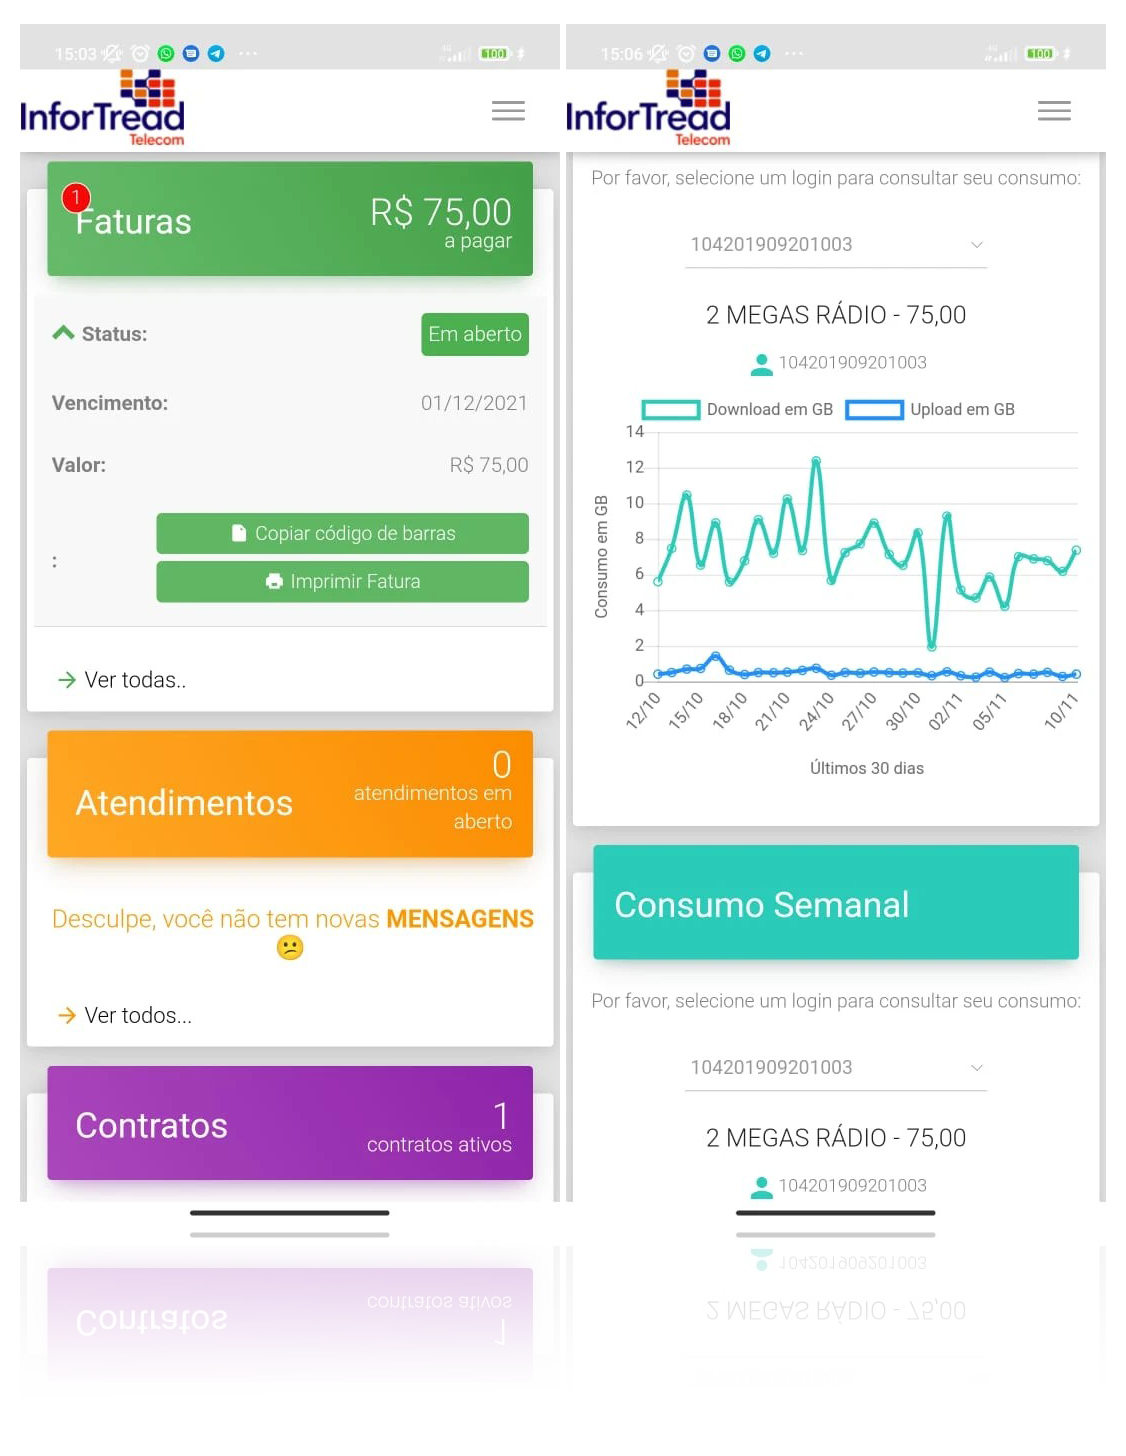 15:03
100
InforTread
Telecom
1
Faturas
R$ 75,00
a pagar
Status:
Em aberto
Vencimento:
01/12/2021
Valor:
R$ 75,00
:
Copiar código de barras
Imprimir Fatura
Ver todas..
Atendimentos
0
atendimentos em
aberto
Desculpe, você não tem novas MENSAGENS
Ver todos...
Contratos
1
contratos ativos
15:06
100
InforTread
Telecom
Por favor, selecione um login para consultar seu consumo:
104201909201003
2 MEGAS RÁDIO - 75,00
104201909201003
Download em GB
Upload em GB
Consumo em GB
14
12
10
8
6
4
2
0
12/10
15/10
18/10
21/10
24/10
27/10
30/10
02/11
05/11
10/11
Últimos 30 dias
Consumo Semanal
Por favor, selecione um login para consultar seu consumo:
104201909201003
2 MEGAS RÁDIO - 75,00
104201909201003